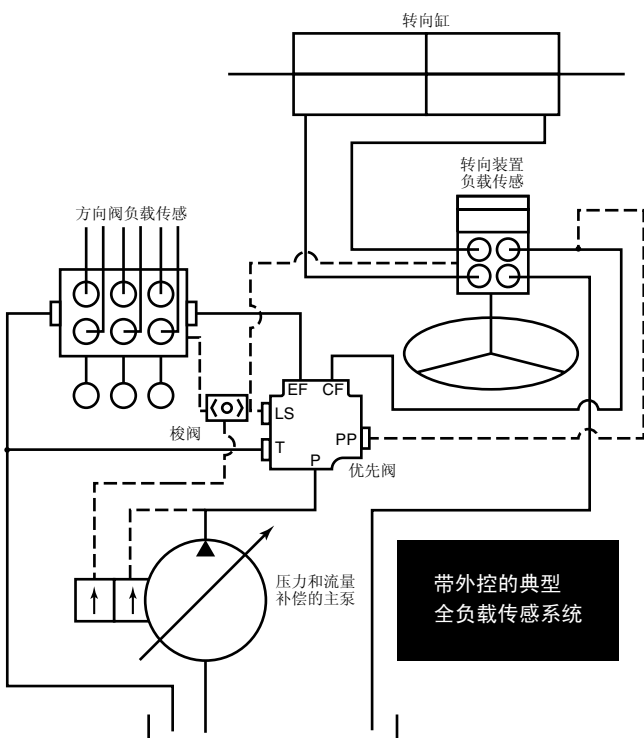 转向缸
转向装置
负载传感
方向阀负载传感
EF CF
LS
梭阀
T
PP
P
优先阀
压力和流量
补偿的主泵
带外控的典型
全负载传感系统